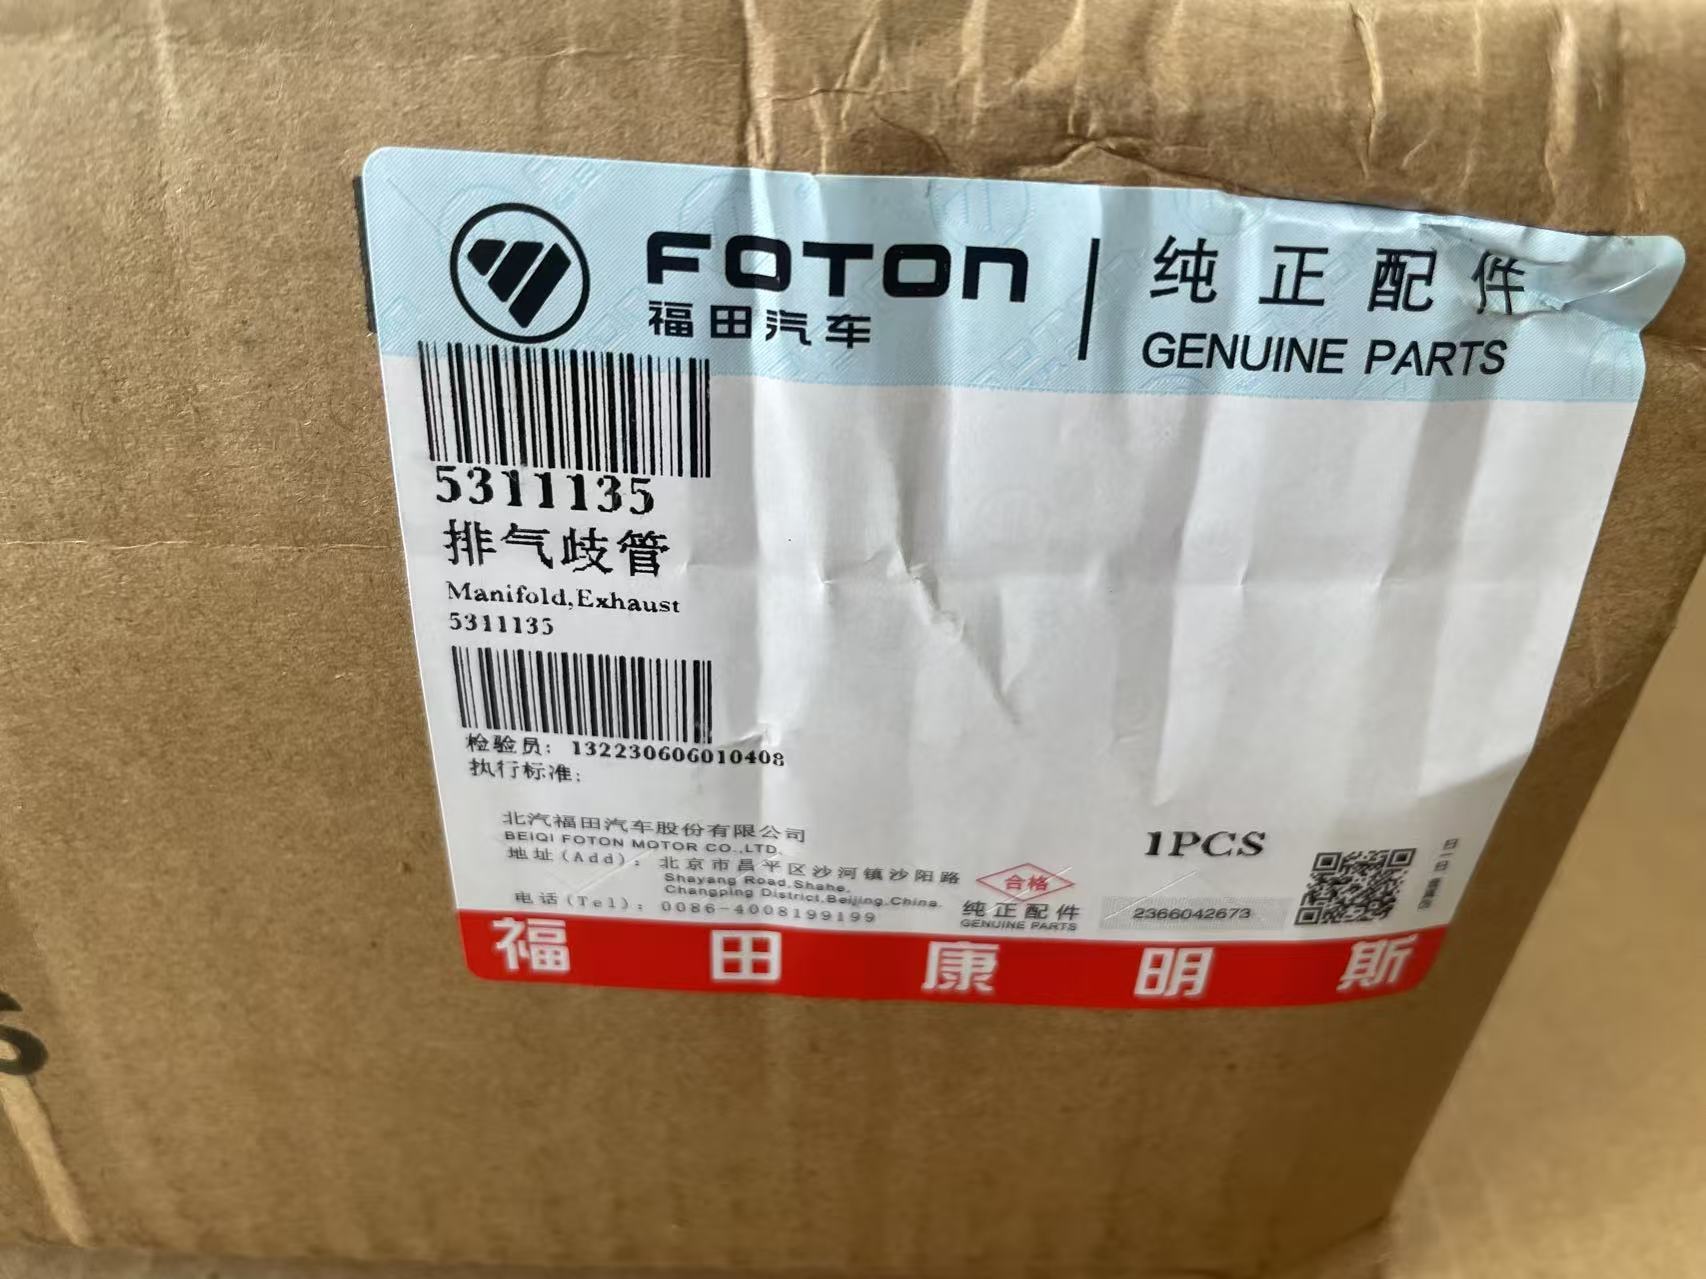 FOTON
福田汽车
纯正配件
GENUINE PARTS
5311135
排气歧管
Manifold,Exhaust
5311135
检验员: 132230606010408
执行标准:
北汽福田汽车股份有限公司
BEIQI FOTON MOTOR CO.,LTD.
地址(Add): 北京市昌平区沙河镇沙阳路
Shayang Road,Shahe,
Changping District,Beijing,China.
电话(Tel): 0086-4008199199
合格
纯正配件
GENUINE PARTS
1PCS
2366042673
福田康明斯